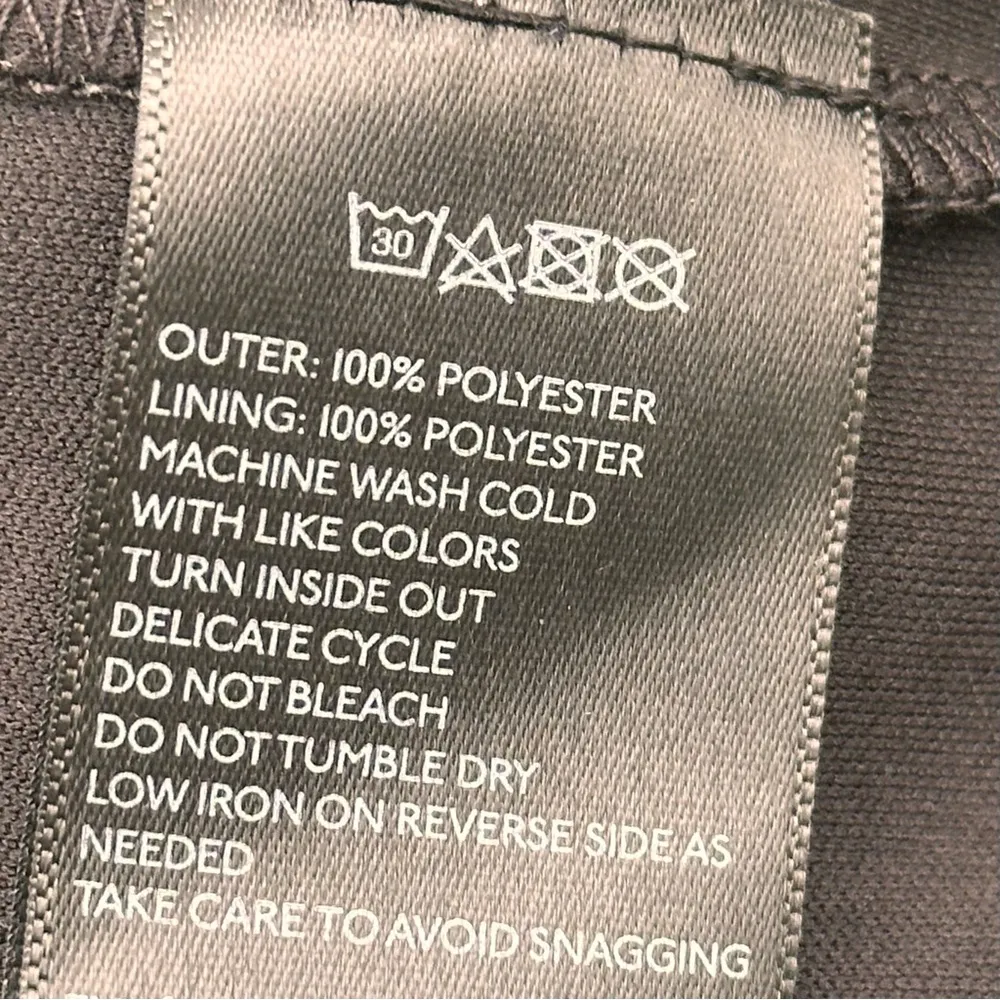 30
OUTER: 100% POLYESTER
LINING: 100% POLYESTER
MACHINE WASH COLD
WITH LIKE COLORS
TURN INSIDE OUT
DELICATE CYCLE
DO NOT BLEACH
DO NOT TUMBLE DRY
LOW IRON ON REVERSE SIDE AS
NEEDED
TAKE CARE TO AVOID SNAGGING